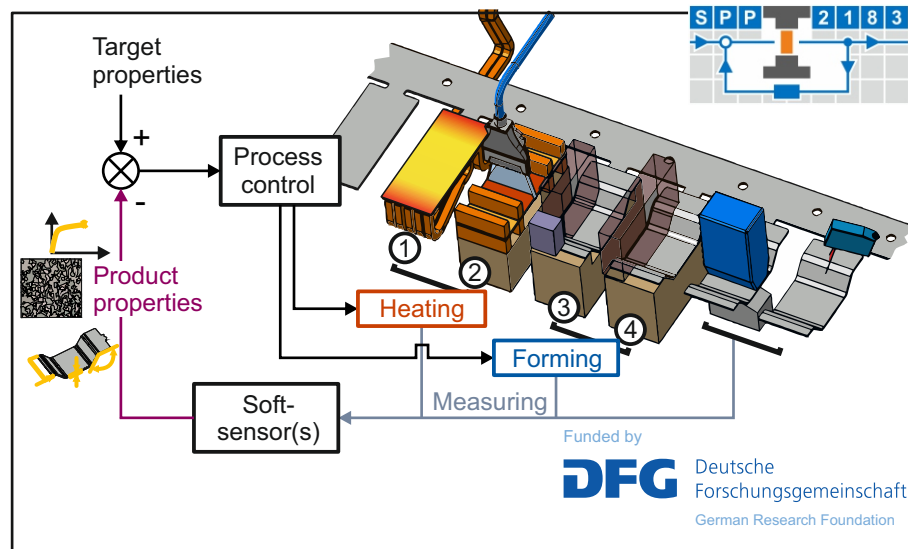 S P P 2 1 8 3
Target
properties
+
Process
control
-
1
2
3
4
Product
properties
Heating
Forming
Measuring
Soft-
sensor(s)
Funded by
DFG
Deutsche
Forschungsgemeinschaft
German Research Foundation